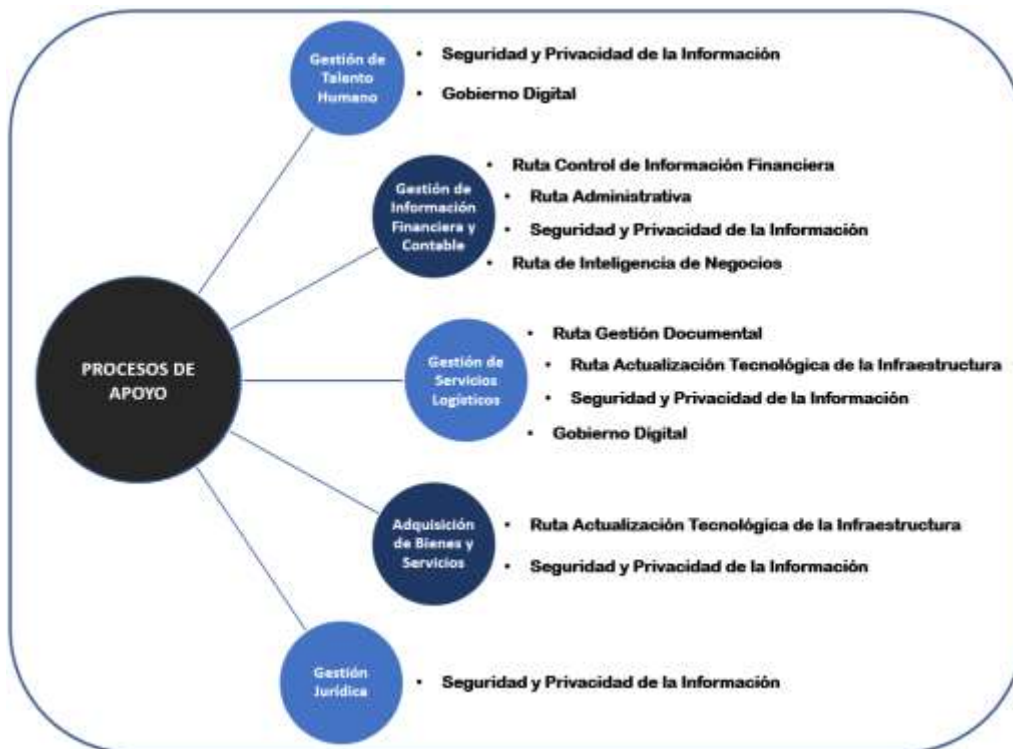 Gestión de
Talento
Humano
• Seguridad y Privacidad de la Información
• Gobierno Digital
Gestión de
Información
Financiera y
Contable
• Ruta Control de Información Financiera
• Ruta Administrativa
• Seguridad y Privacidad de la Información
• Ruta de Inteligencia de Negocios
PROCESOS DE
APOYO
Gestión de
Servicios
Logísticos
• Ruta Gestión Documental
• Ruta Actualización Tecnológica de la Infraestructura
• Seguridad y Privacidad de la Información
• Gobierno Digital
Adquisición
de Bienes y
Servicios
• Ruta Actualización Tecnológica de la Infraestructura
• Seguridad y Privacidad de la Información
Gestión
Jurídica
• Seguridad y Privacidad de la Información